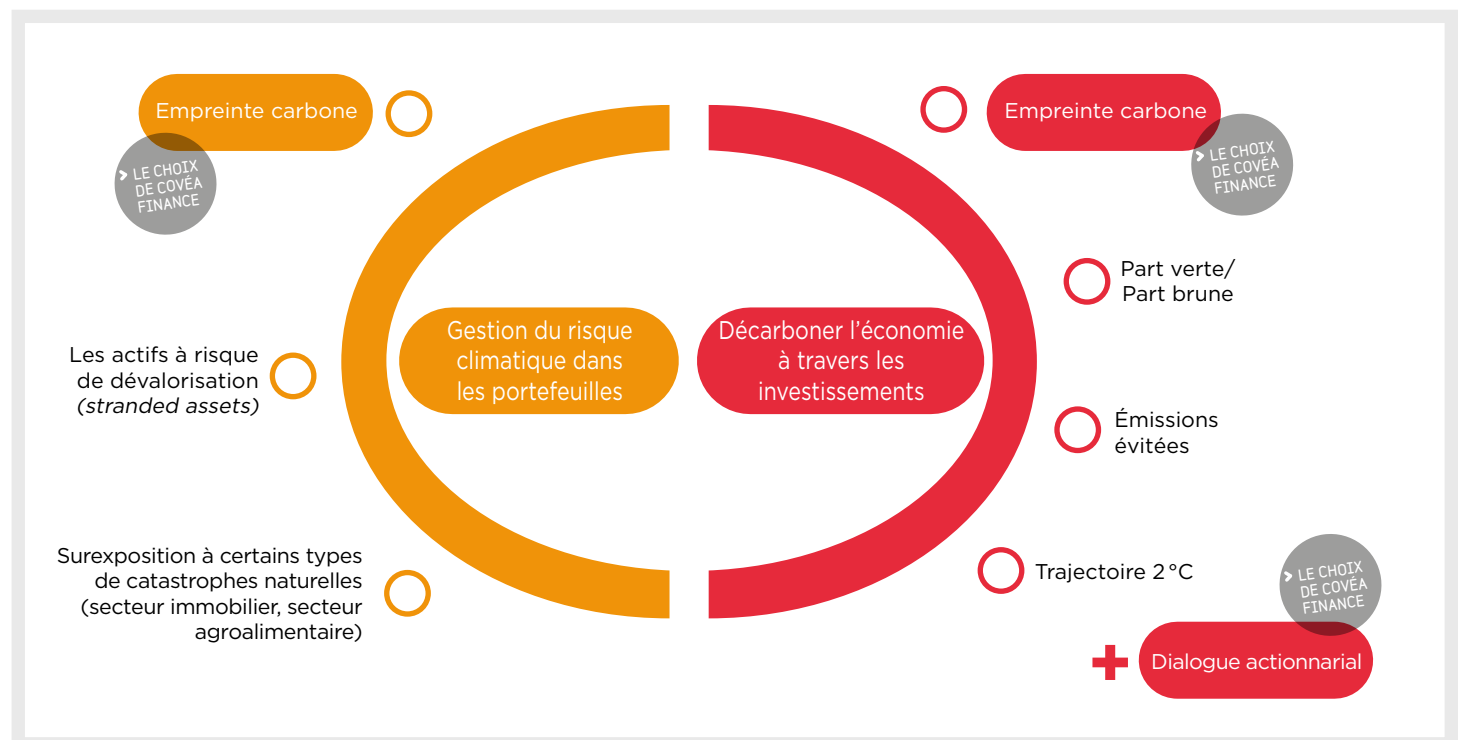 Empreinte carbone
> LE CHOIX
DE COVÉA
FINANCE
Les actifs à risque
de dévalorisation
(stranded assets)
Surexposition à certains types
de catastrophes naturelles
(secteur immobilier, secteur
agroalimentaire)
Gestion du risque
climatique dans
les portefeuilles
Décarboner l’économie
à travers les
investissements
Empreinte carbone
> LE CHOIX
DE COVÉA
FINANCE
Part verte/
Part brune
Émissions
évitées
Trajectoire 2 °C
> LE CHOIX
DE COVÉA
FINANCE
+ Dialogue actionnarial